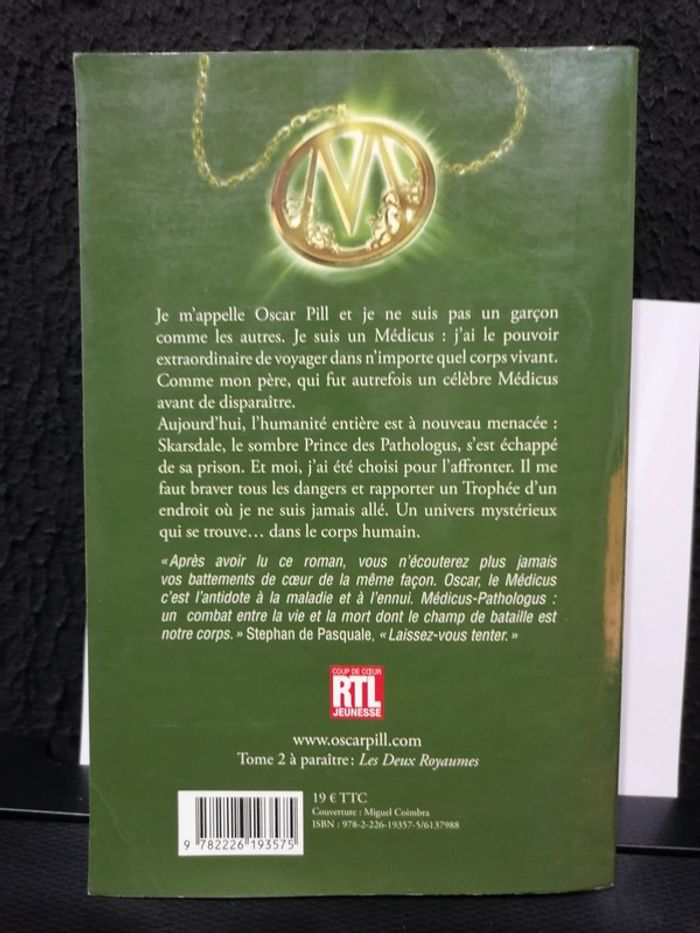 M
Je m'appelle Oscar Pill et je ne suis pas un garçon
comme les autres. Je suis un Médicus : j'ai le pouvoir
extraordinaire de voyager dans n'importe quel corps vivant.
Comme mon père, qui fut autrefois un célèbre Médicus
avant de disparaître.
Aujourd'hui, l'humanité entière est à nouveau menacée :
Skarsdale, le sombre Prince des Pathologus, s'est échappé
de sa prison. Et moi, j'ai été choisi pour l'affronter. Il me
faut braver tous les dangers et rapporter un Trophée d'un
endroit où je ne suis jamais allé. Un univers mystérieux
qui se trouve… dans le corps humain.
« Après avoir lu ce roman, vous n'écouterez plus jamais
vos battements de cœur de la même façon. Oscar, le Médicus
c'est l'antidote à la maladie et à l'ennui. Médicus-Pathologus :
un combat entre la vie et la mort dont le champ de bataille est
notre corps. » Stephan de Pasquale, « Laissez-vous tenter. »
COUP DE CŒUR
RTL
JEUNESSE
www.oscarpill.com
Tome 2 à paraître : Les Deux Royaumes
19 € TTC
Couverture : Miguel Coimbra
ISBN : 978-2-226-19357-5/6137988
9 782226 193575